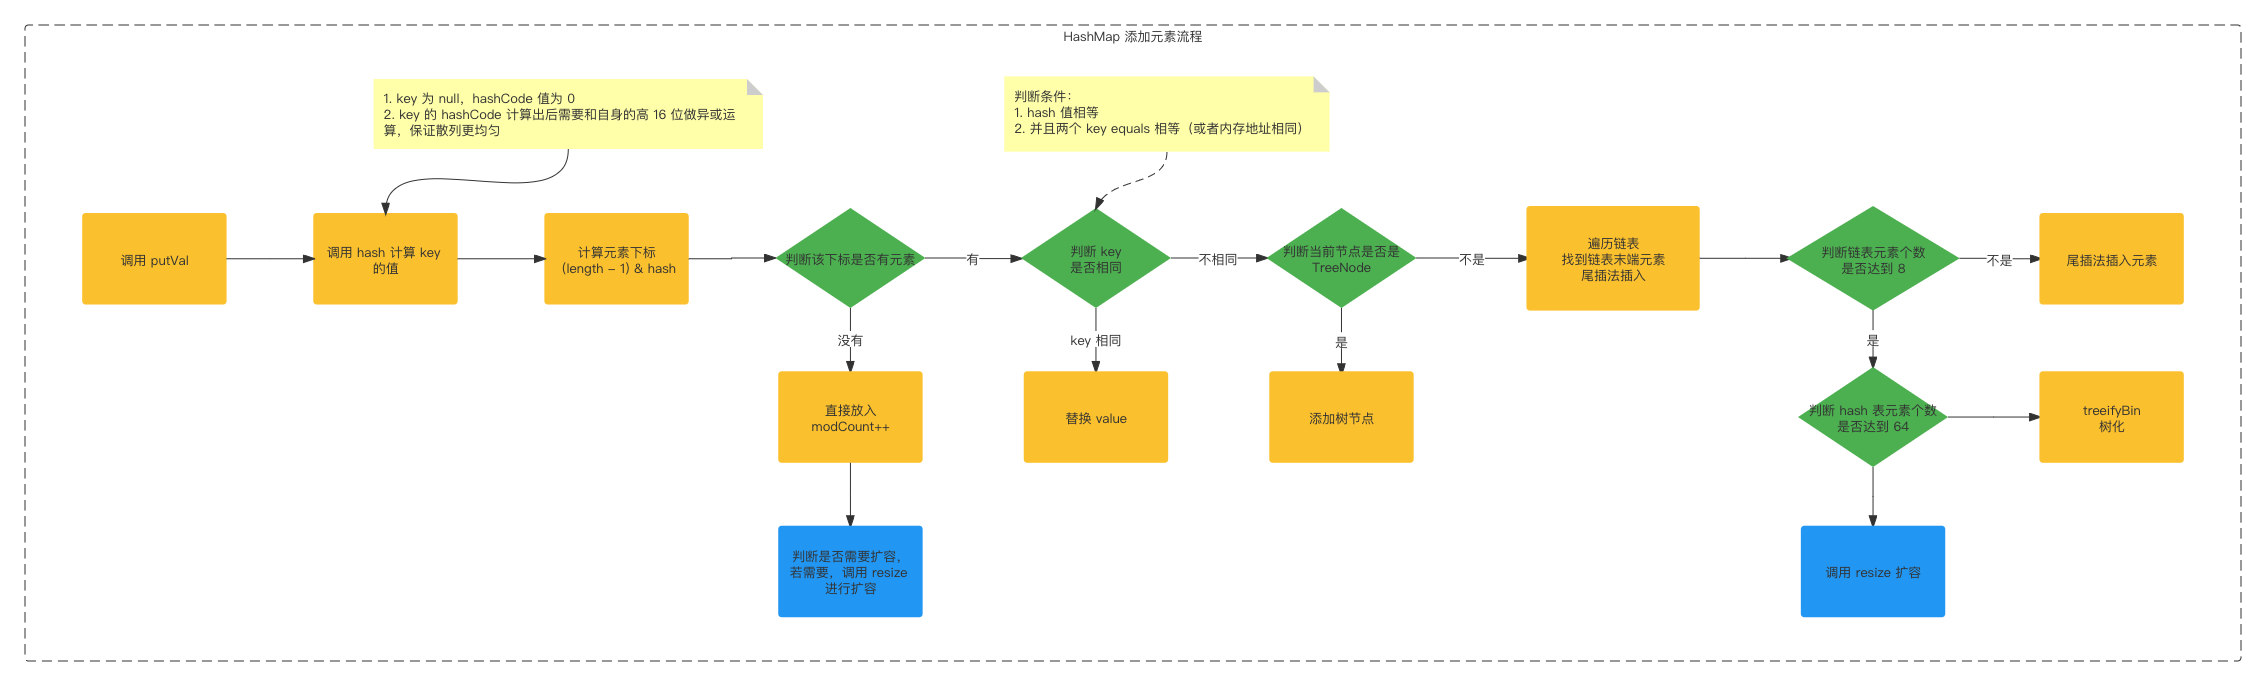 HashMap 添加元素流程
1. key 为 null，hashCode 值为 0
2. key 的 hashCode 计算出后需要和自身的高 16 位做异或运
算，保证散列更均匀
判断条件：
1. hash 值相等
2. 并且两个 key equals 相等（或者内存地址相同）
调用 putVal
调用 hash 计算 key
的值
计算元素下标
(length - 1) & hash
判断该下标是否有元素
有
判断 key
是否相同
不相同
判断当前节点是否是
TreeNode
不是
遍历链表
找到链表末端元素
尾插法插入
判断链表元素个数
是否达到 8
不是
尾插法插入元素
没有
key 相同
是
是
直接放入
modCount++
替换 value
添加树节点
判断 hash 表元素个数
是否达到 64
treeifyBin
树化
判断是否需要扩容，
若需要，调用 resize
进行扩容
调用 resize 扩容